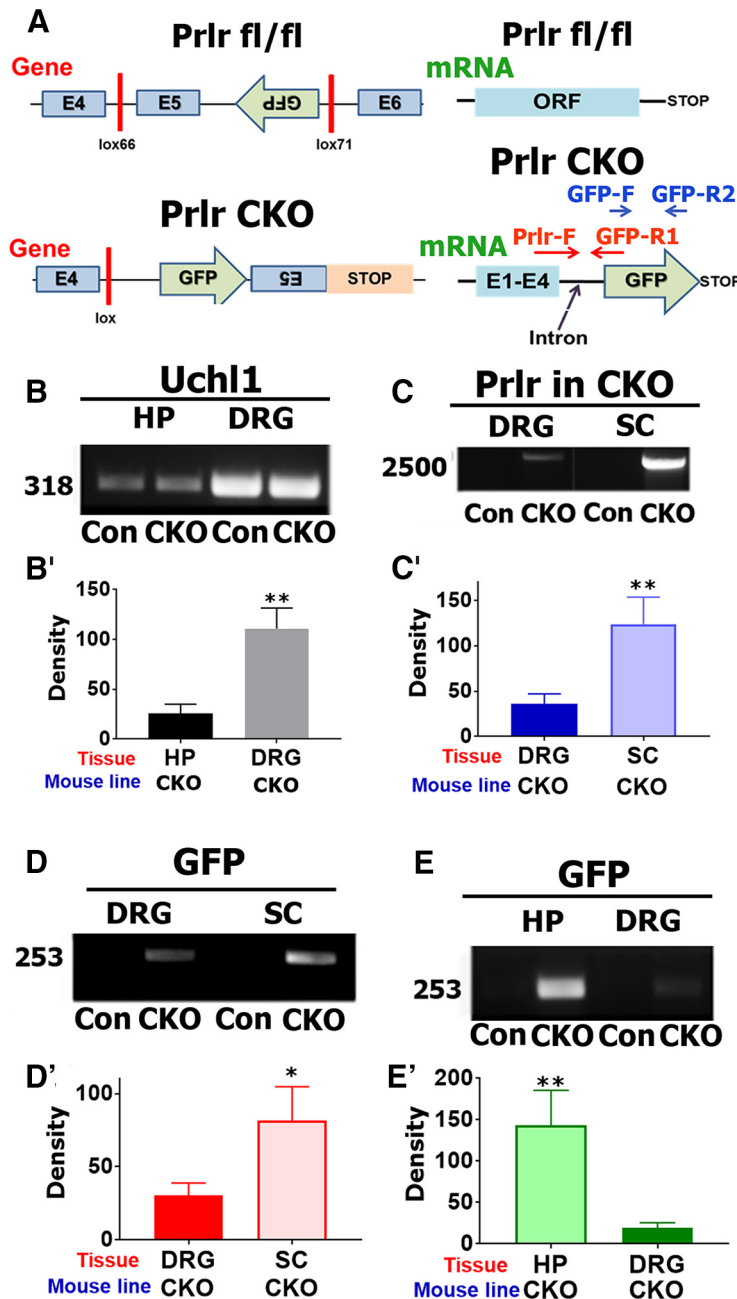 A
Prlr fl/fl
Prlr fl/fl
Gene
mRNA
E4
E5
GFP
E6
ORF
STOP
lox66
lox71
Prlr CKO
GFP-F
GFP-R2
Prlr CKO
Gene
mRNA
Prlr-F
GFP-R1
E4
GFP
E5
STOP
E1-E4
GFP
STOP
lox
Intron
B
Uchl1
HP DRG
318
Con CKO Con CKO
C
Prlr in CKO
DRG SC
2500
Con CKO Con CKO
B'
Density
150
100
50
0
**
Tissue HP DRG
Mouse line CKO CKO
C'
Density
150
100
50
0
**
Tissue DRG SC
Mouse line CKO CKO
D
GFP
DRG SC
253
Con CKO Con CKO
E
GFP
HP DRG
253
Con CKO Con CKO
D'
Density
100
50
0
*
Tissue DRG SC
Mouse line CKO CKO
E'
Density
200
150
100
50
0
**
Tissue HP DRG
Mouse line CKO CKO